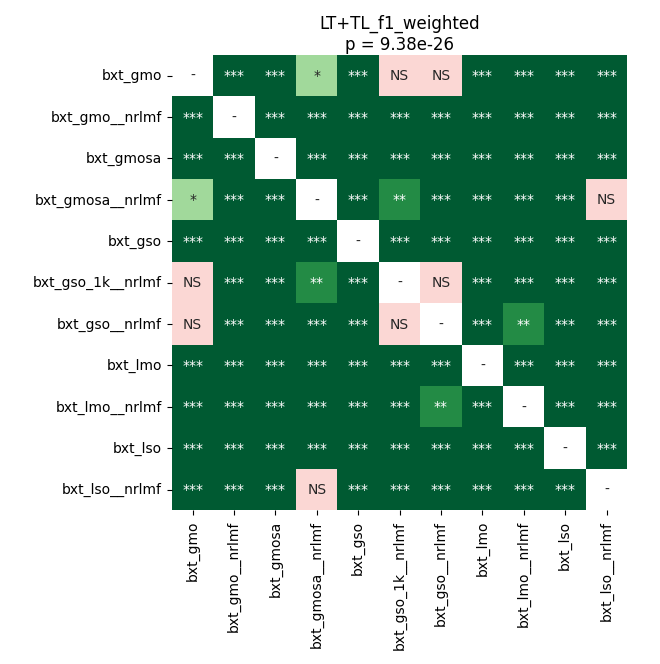 LT+TL_f1_weighted
p = 9.38e-26
bxt_gmo - *** *** * *** NS NS *** *** *** ***
bxt_gmo__nrlmf *** - *** *** *** *** *** *** *** *** ***
bxt_gmosa *** *** - *** *** *** *** *** *** *** ***
bxt_gmosa__nrlmf * *** *** - *** ** *** *** *** *** NS
bxt_gso *** *** *** *** - *** *** *** *** *** ***
bxt_gso_1k__nrlmf NS *** *** ** *** - NS *** *** *** ***
bxt_gso__nrlmf NS *** *** *** *** NS - *** ** *** ***
bxt_lmo *** *** *** *** *** *** *** - *** *** ***
bxt_lmo__nrlmf *** *** *** *** *** *** ** *** - *** ***
bxt_lso *** *** *** *** *** *** *** *** *** - ***
bxt_lso__nrlmf *** *** *** NS *** *** *** *** *** *** -
bxt_gmo
bxt_gmo__nrlmf
bxt_gmosa
bxt_gmosa__nrlmf
bxt_gso
bxt_gso_1k__nrlmf
bxt_gso__nrlmf
bxt_lmo
bxt_lmo__nrlmf
bxt_lso
bxt_lso__nrlmf